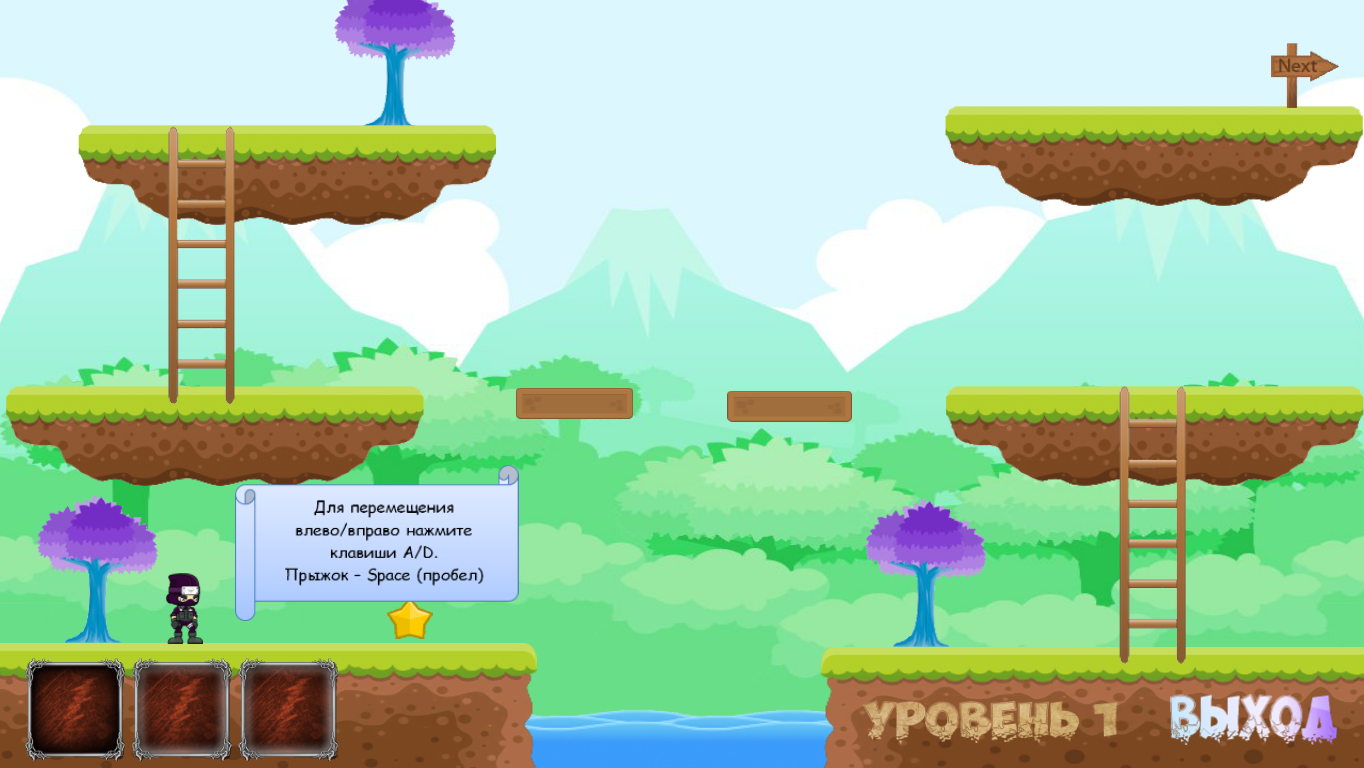 Next
Для перемещения
влево/вправо нажмите
клавиши A/D.
Прыжок - Space (пробел)
УРОВЕНЬ 1
ВЫХОД